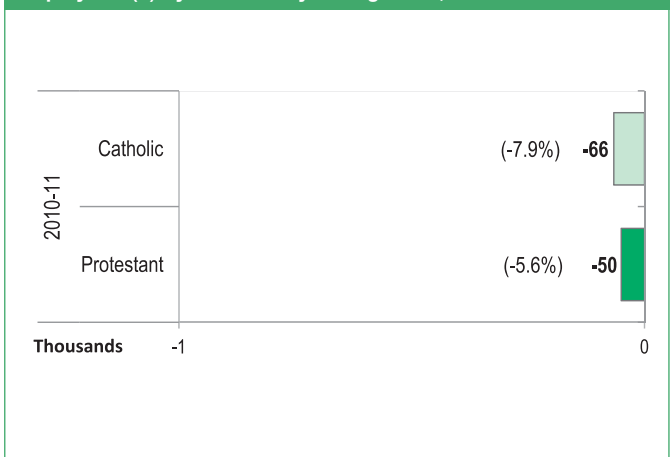 2010-11
Catholic
(-7.9%) -66
Protestant
(-5.6%) -50
Thousands -1 0